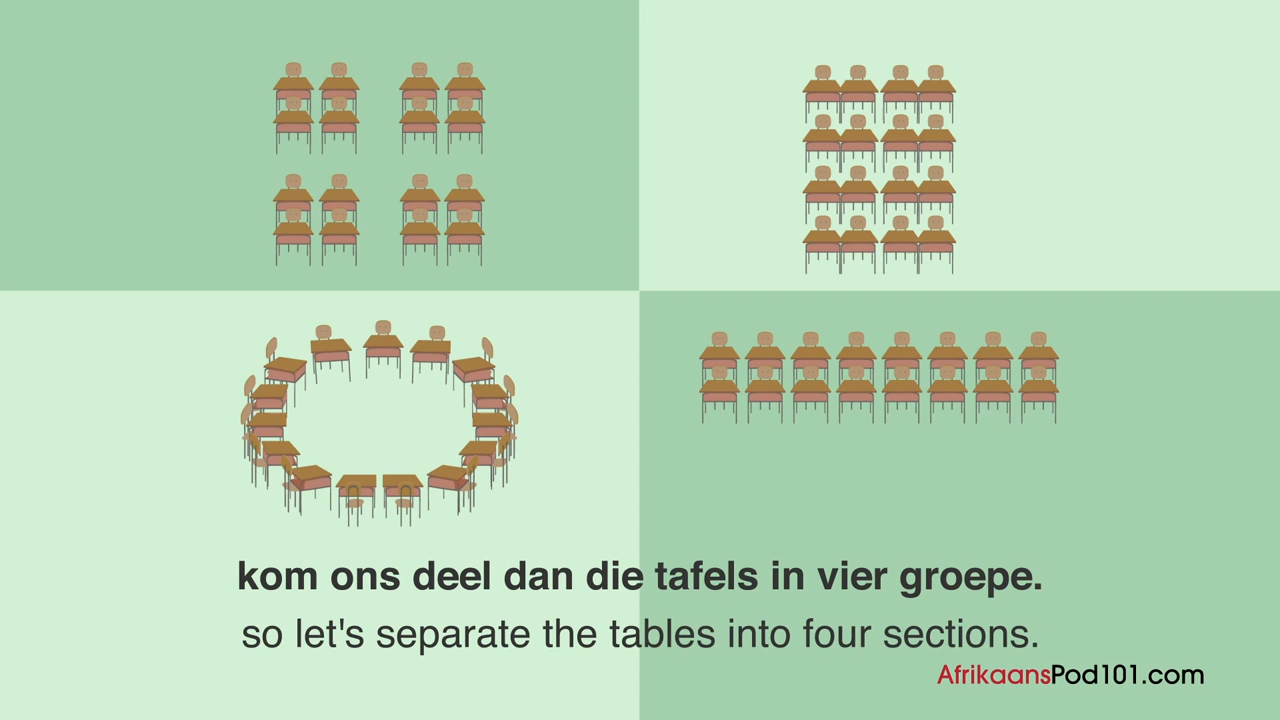 kom ons deel dan die tafels in vier groepe.
so let's separate the tables into four sections.
AfrikaansPod101.com